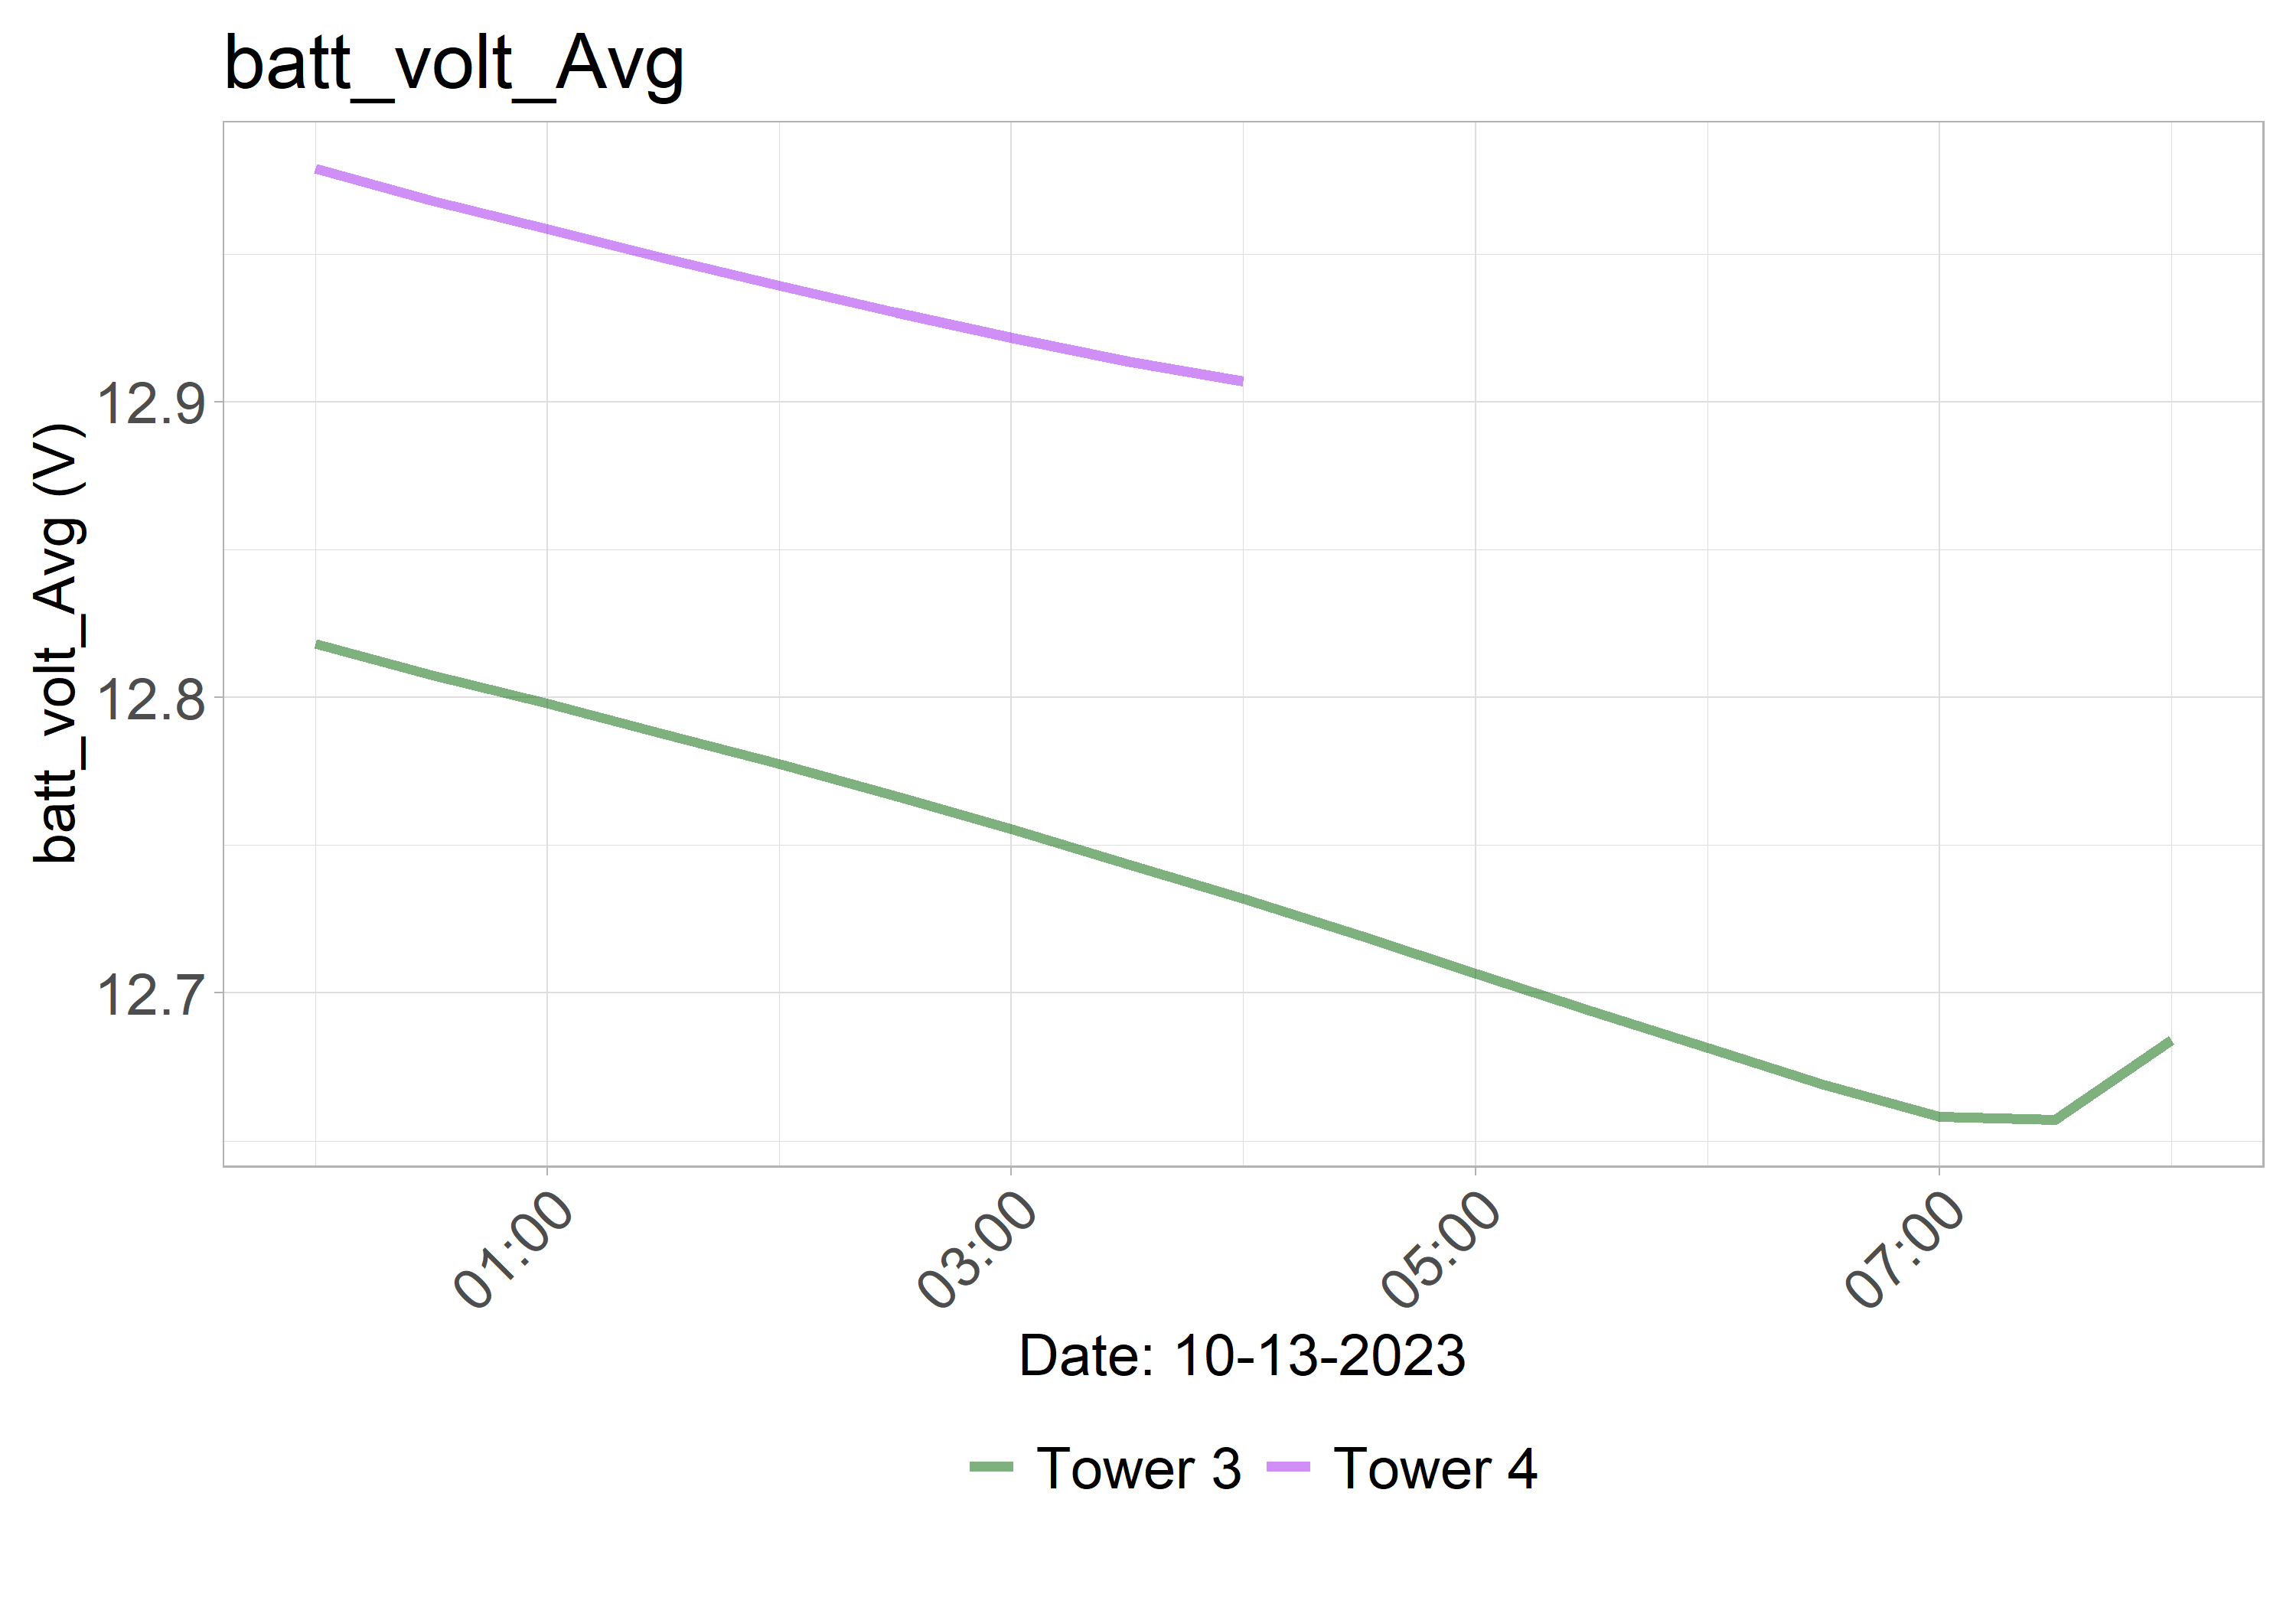 batt_volt_Avg
batt_volt_Avg (V)
12.9
12.8
12.7
01:00
03:00
05:00
07:00
Date: 10-13-2023
Tower 3
Tower 4